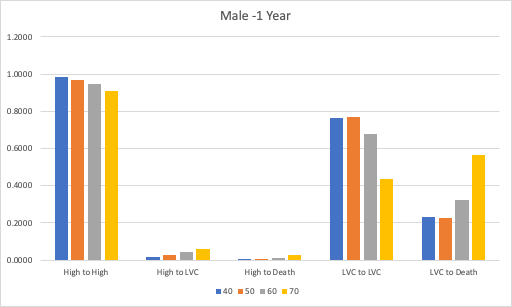 Male -1 Year
1.2000
1.0000
0.8000
0.6000
0.4000
0.2000
0.0000
High to High High to LVC High to Death LVC to LVC LVC to Death
40 50 60 70